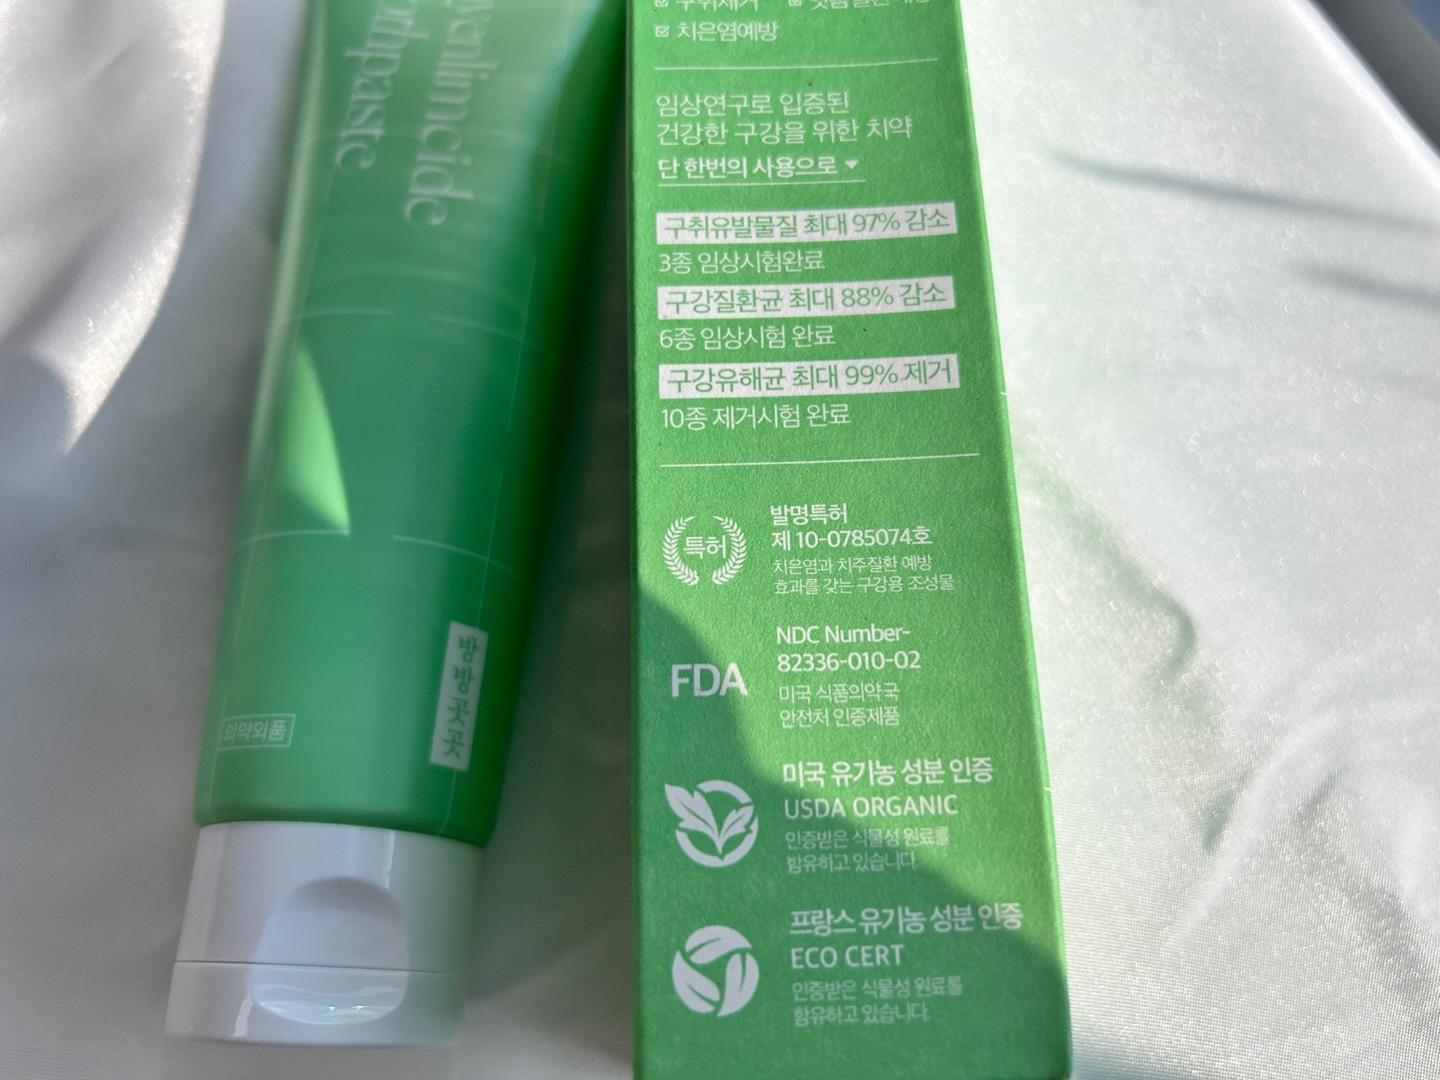 치은염예방
임상연구로 입증된
건강한 구강을 위한 치약
단 한번의 사용으로
구취유발물질 최대 97% 감소
3종 임상시험완료
구강질환균 최대 88% 감소
6종 임상시험 완료
구강유해균 최대 99% 제거
10종 제거시험 완료
특허
발명특허
제 10-0785074호
치은염과 치주질환 예방
효과를 갖는 구강용 조성물
FDA
NDC Number-
82336-010-02
미국 식품의약국
안전처 인증제품
미국 유기농 성분 인증
USDA ORGANIC
인증받은 식물성 원료를
함유하고 있습니다.
프랑스 유기농 성분 인증
ECO CERT
인증받은 식물성 원료를
함유하고 있습니다.
방방곳곳
의약외품